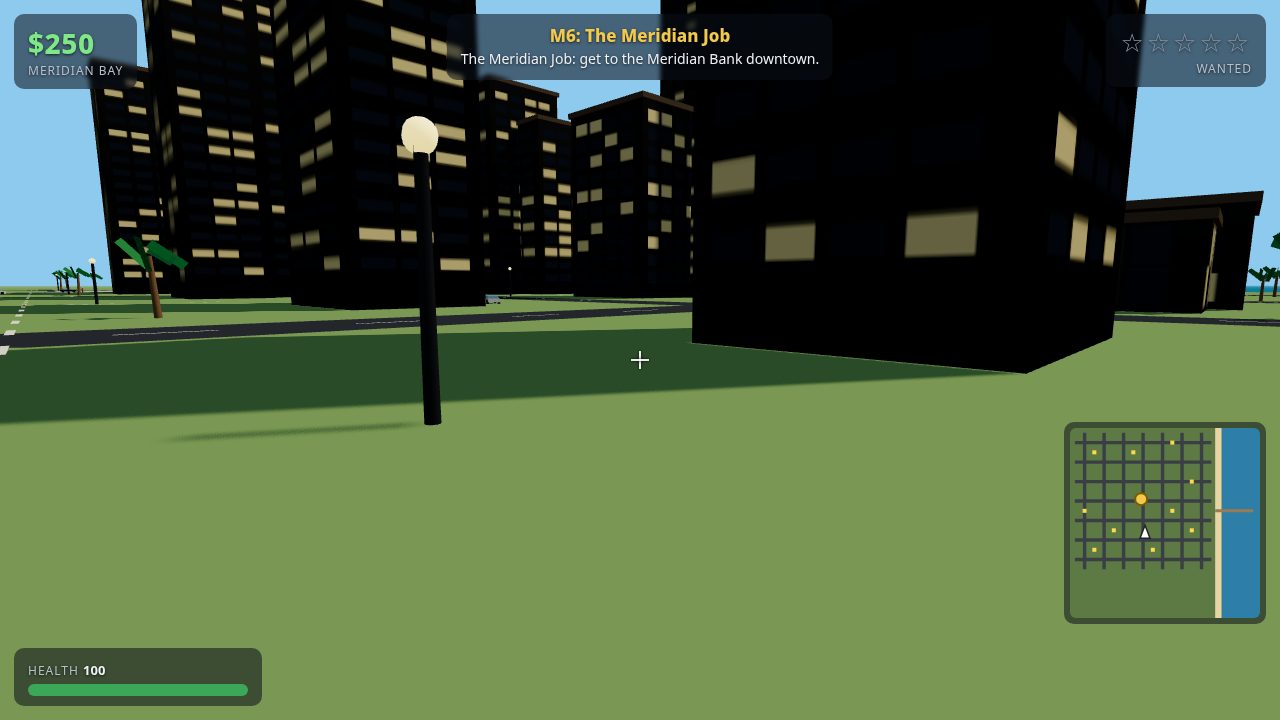 $250
MERIDIAN BAY
M6: The Meridian Job
The Meridian Job: get to the Meridian Bank downtown.
WANTED
HEALTH 100